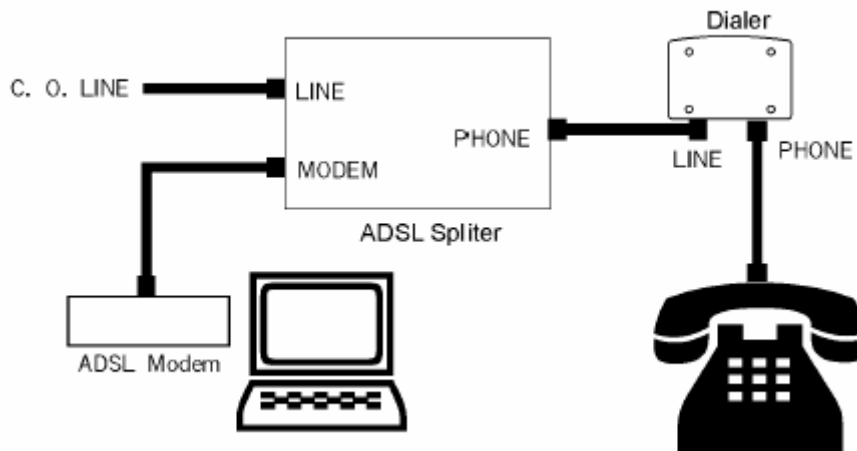 Dialer
C. O. LINE
LINE
PHONE
MODEM
LINE
PHONE
ADSL Spliter
ADSL Modem